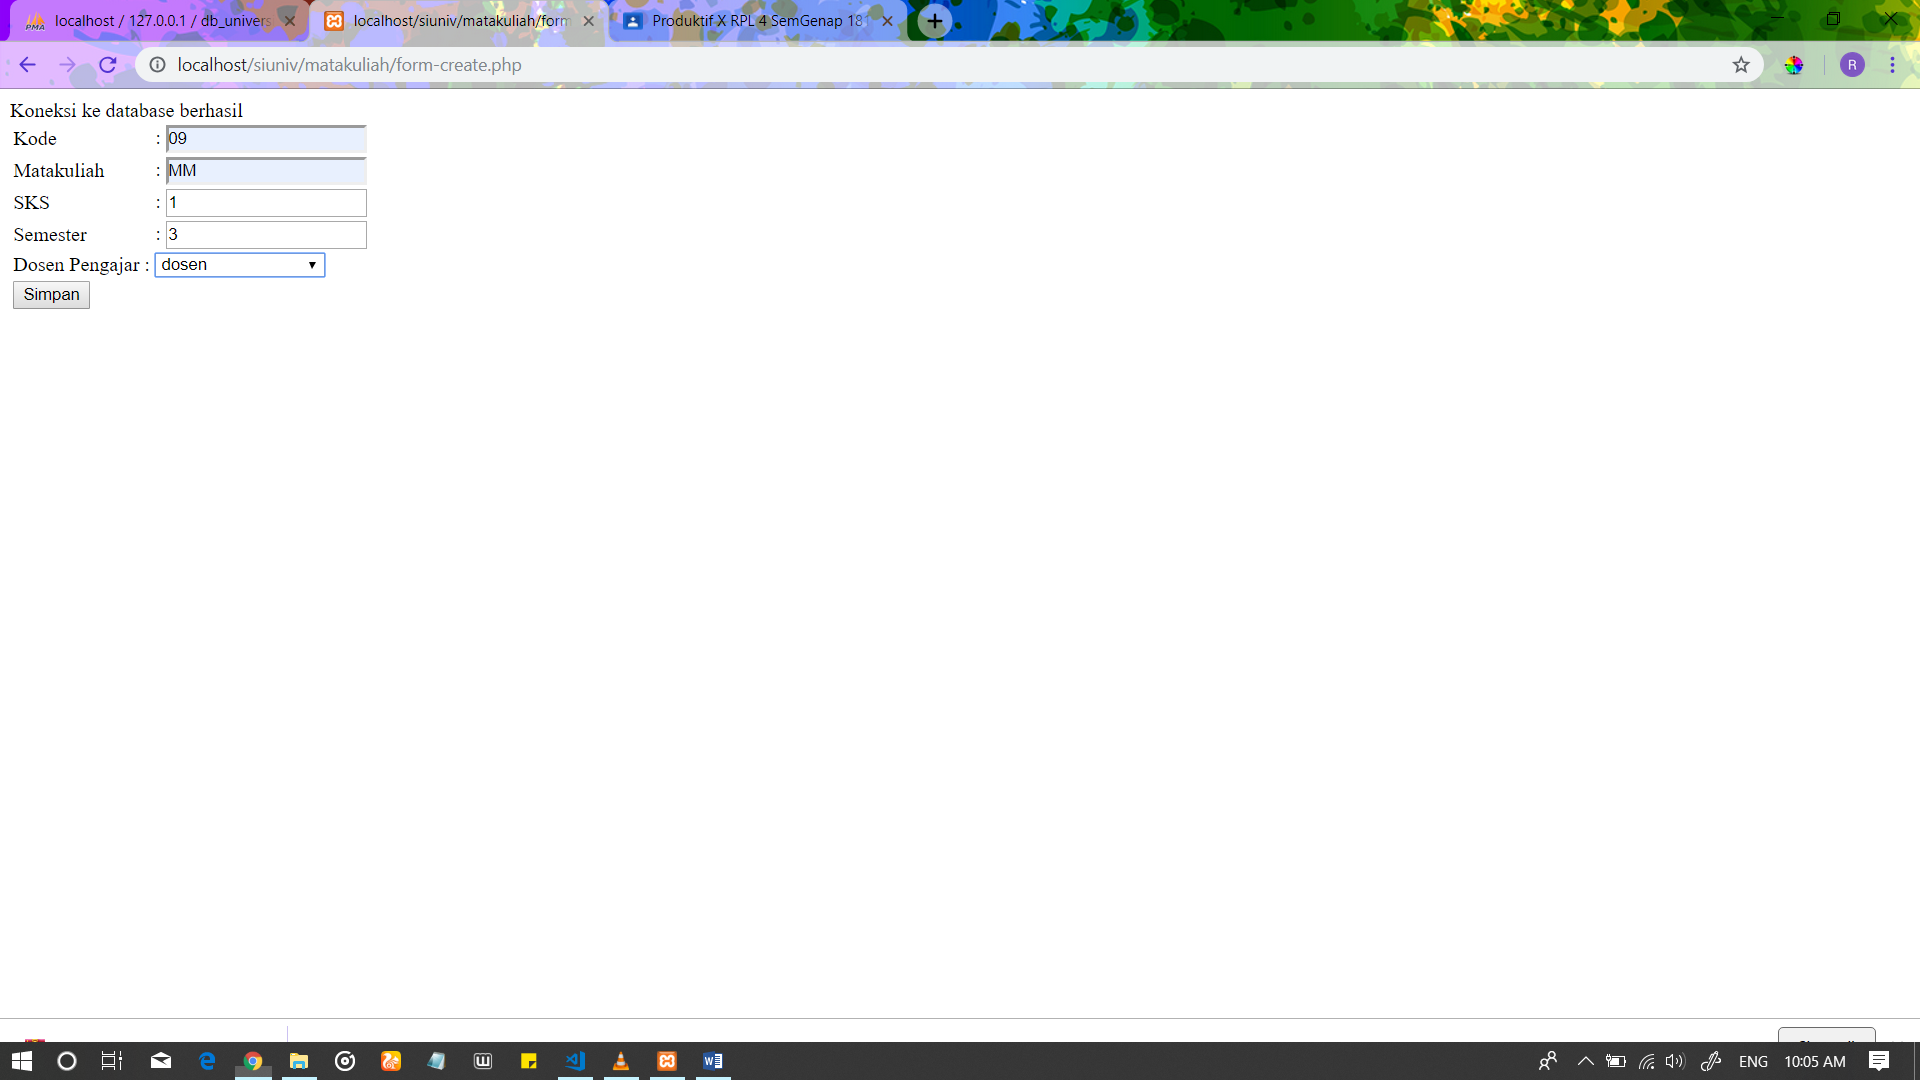 localhost / 127.0.0.1 / db_univers
localhost/siuniv/matakuliah/form
Produktif X RPL 4 SemGenap 181
localhost/siuniv/matakuliah/form-create.php
R
Koneksi ke database berhasil
Kode : 09
Matakuliah : MM
SKS : 1
Semester : 3
Dosen Pengajar : dosen
Simpan
ENG 10:05 AM